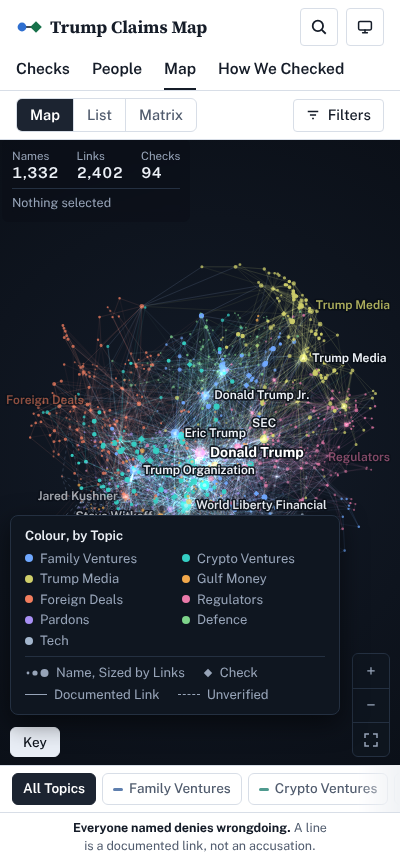 Trump Claims Map
Checks People Map How We Checked
Map List Matrix Filters
Names Links Checks
1,332 2,402 94
Nothing selected
Trump Media
Trump Media
Donald Trump Jr.
Foreign Deals
SEC
Eric Trump
Donald Trump
Regulators
Trump Organization
Jared Kushner
World Liberty Financial
Steve Witkoff
Colour, by Topic
Family Ventures Crypto Ventures
Trump Media Gulf Money
Foreign Deals Regulators
Pardons Defence
Tech
Name, Sized by Links Check
Documented Link Unverified
Key
All Topics Family Ventures Crypto Ventures
Everyone named denies wrongdoing. A line
is a documented link, not an accusation.